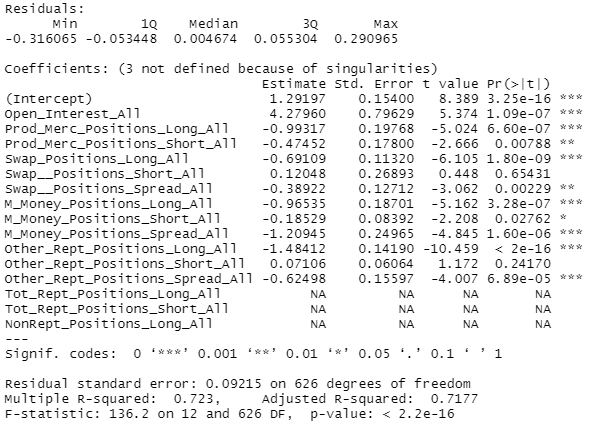 Residuals:
Min 1Q Median 3Q Max
-0.316065 -0.053448 0.004674 0.055304 0.290965
Coefficients: (3 not defined because of singularities)
Estimate Std. Error t value Pr(>|t|)
(Intercept) 1.29197 0.15400 8.389 3.25e-16 ***
Open_Interest_All 4.27960 0.79629 5.374 1.09e-07 ***
Prod_Merc_Positions_Long_All -0.99317 0.19768 -5.024 6.60e-07 ***
Prod_Merc_Positions_Short_All -0.47452 0.17800 -2.666 0.00788 **
Swap_Positions_Long_All -0.69109 0.11320 -6.105 1.80e-09 ***
Swap__Positions_Short_All 0.12048 0.26893 0.448 0.65431
Swap__Positions_Spread_All -0.38922 0.12712 -3.062 0.00229 **
M_Money_Positions_Long_All -0.96535 0.18701 -5.162 3.28e-07 ***
M_Money_Positions_Short_All -0.18529 0.08392 -2.208 0.02762 *
M_Money_Positions_Spread_All -1.20945 0.24965 -4.845 1.60e-06 ***
Other_Rept_Positions_Long_All -1.48412 0.14190 -10.459 < 2e-16 ***
Other_Rept_Positions_Short_All 0.07106 0.06064 1.172 0.24170
Other_Rept_Positions_Spread_All -0.62498 0.15597 -4.007 6.89e-05 ***
Tot_Rept_Positions_Long_All NA NA NA NA
Tot_Rept_Positions_Short_All NA NA NA NA
NonRept_Positions_Long_All NA NA NA NA
---
Signif. codes: 0 ‘***’ 0.001 ‘**’ 0.01 ‘*’ 0.05 ‘.’ 0.1 ‘ ’ 1
Residual standard error: 0.09215 on 626 degrees of freedom
Multiple R-squared: 0.723, Adjusted R-squared: 0.7177
F-statistic: 136.2 on 12 and 626 DF, p-value: < 2.2e-16